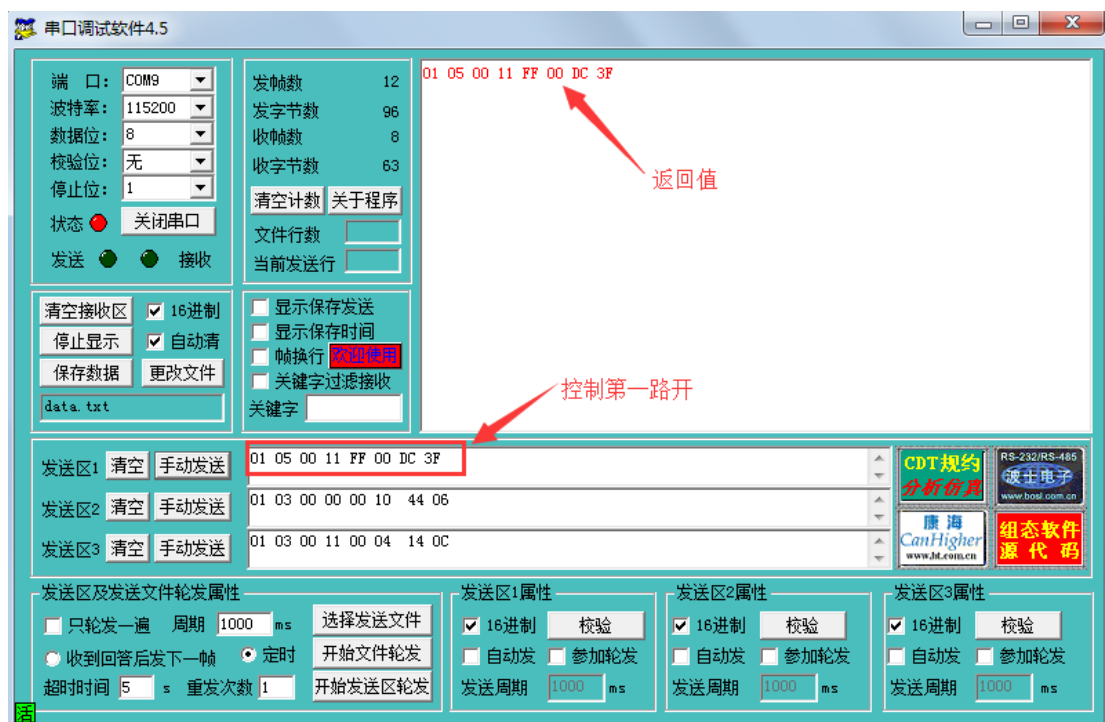 串口调试软件4.5
端 口： COM9
波特率： 115200
数据位： 8
校验位： 无
停止位： 1
状态 关闭串口
发送 接收
发帧数 12
发字节数 96
收帧数 8
收字节数 63
清空计数 关于程序
文件行数
当前发送行
01 05 00 11 FF 00 DC 3F
返回值
清空接收区 16进制
停止显示 自动清
保存数据 更改文件
data.txt
显示保存发送
显示保存时间
帧换行 欢迎使用
关键字过滤接收
关键字
控制第一路开
发送区1 清空 手动发送 01 05 00 11 FF 00 DC 3F
发送区2 清空 手动发送 01 03 00 00 00 10 44 06
发送区3 清空 手动发送 01 03 00 11 00 04 14 0C
CDT规约
分析仿真
RS-232/RS-485
波士电子
www.bosi.com.cn
康海
CanHigher
www.ht.com.cn
组态软件
源代码
发送区及发送文件轮发属性
只轮发一遍 周期 1000 ms 选择发送文件
收到回答后发下一帧 定时 开始文件轮发
超时时间 5 s 重发次数 1 开始发送区轮发
发送区1属性
16进制 校验
自动发 参加轮发
发送周期 1000 ms
发送区2属性
16进制 校验
自动发 参加轮发
发送周期 1000 ms
发送区3属性
16进制 校验
自动发 参加轮发
发送周期 1000 ms
活